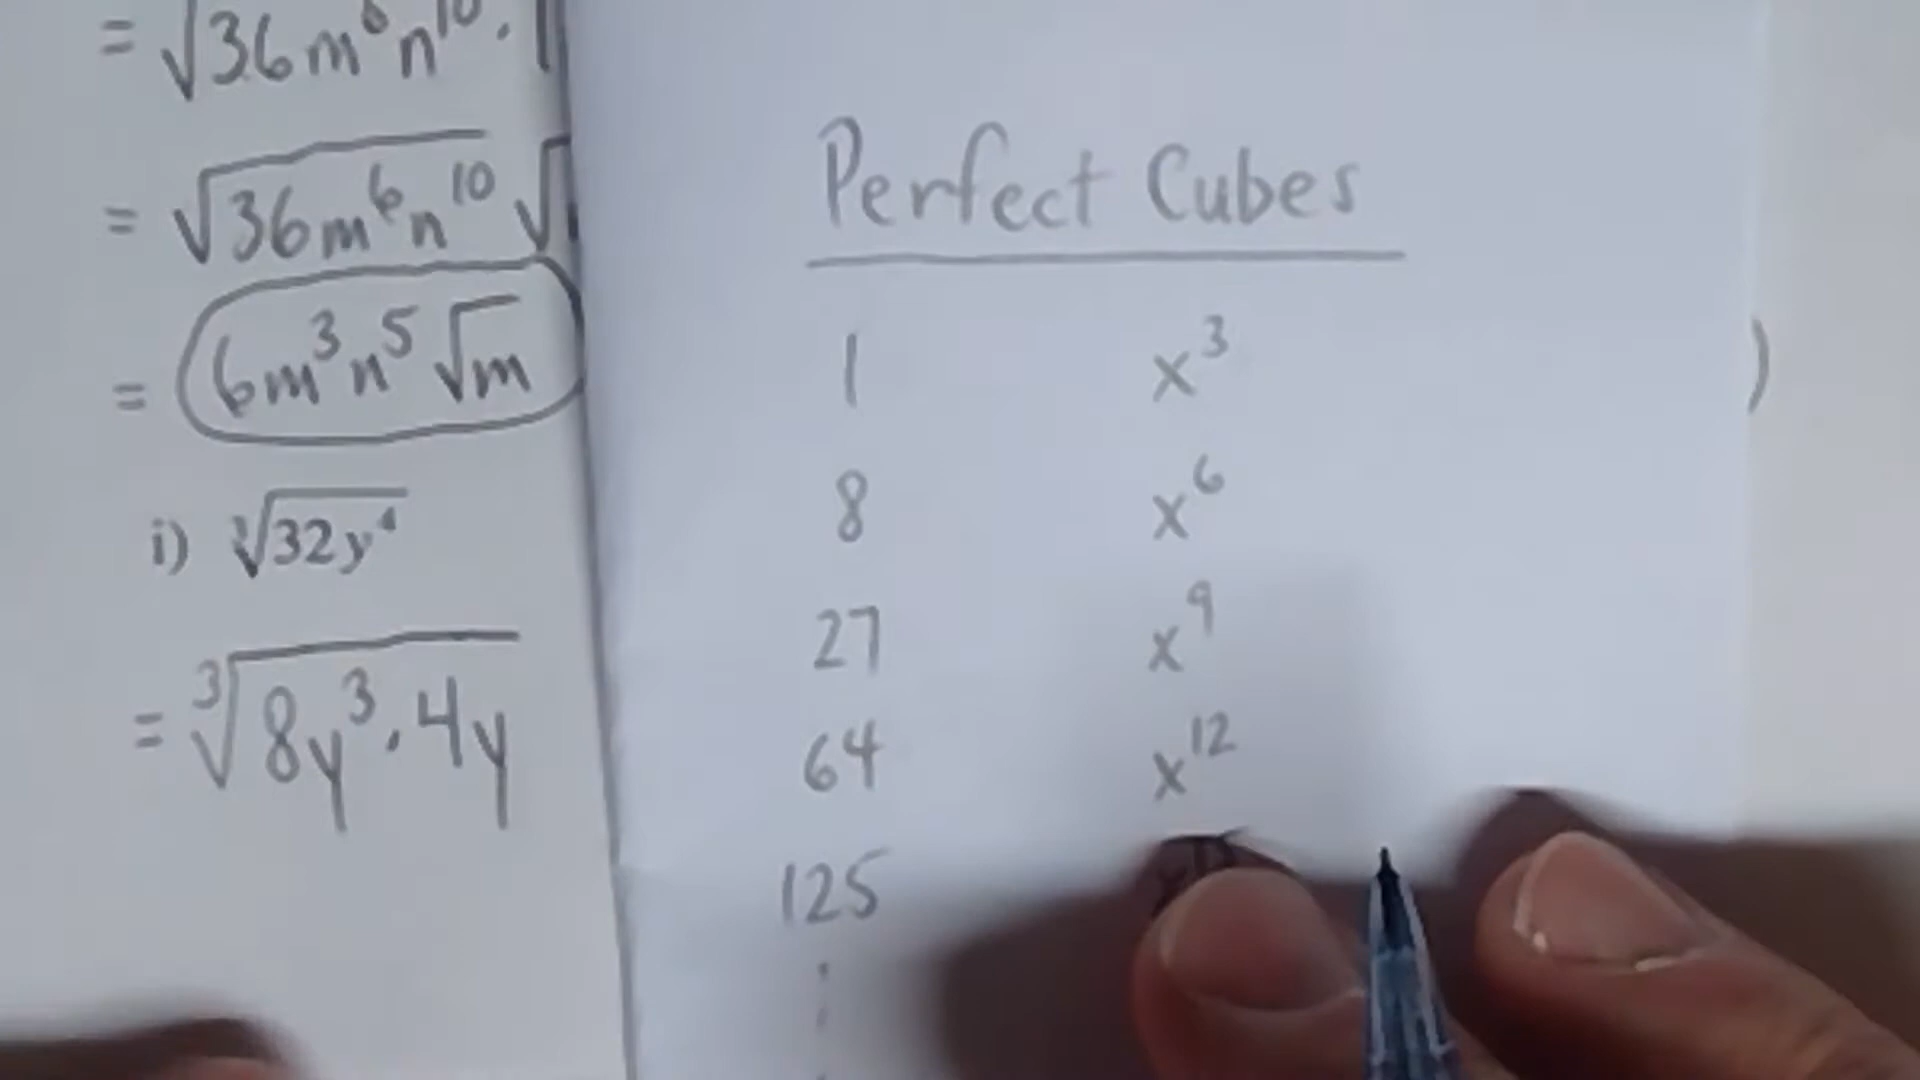 = √36m⁶n¹⁰ ·
= √36m⁶n¹⁰ √
= 6m³n⁵ √m
i) ∛32y⁴
= ∛8y³ · 4y
Perfect Cubes
1 x³
8 x⁶
27 x⁹
64 x¹²
125
)